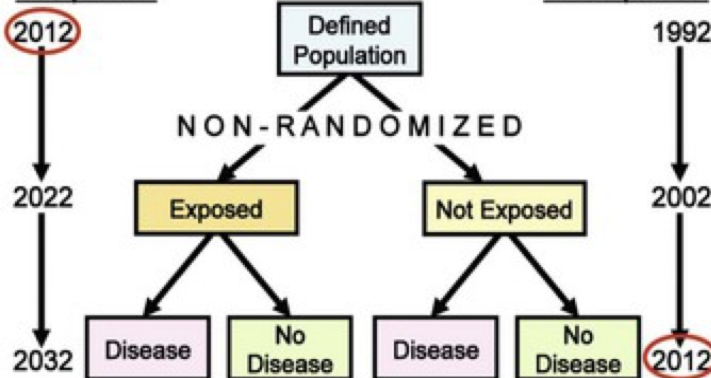 2012
Defined
Population
1992
NON-RANDOMIZED
2022
Exposed
Not Exposed
2002
2032
Disease
No
Disease
Disease
No
Disease
2012